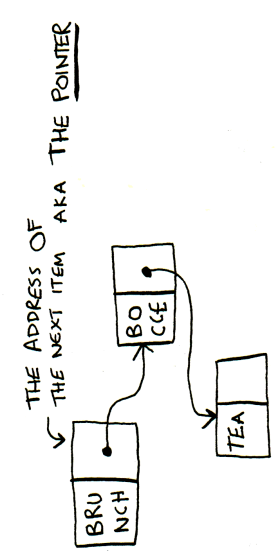 THE ADDRESS OF
THE NEXT ITEM AKA THE POINTER
BRU
NCH
BO
CCE
TEA